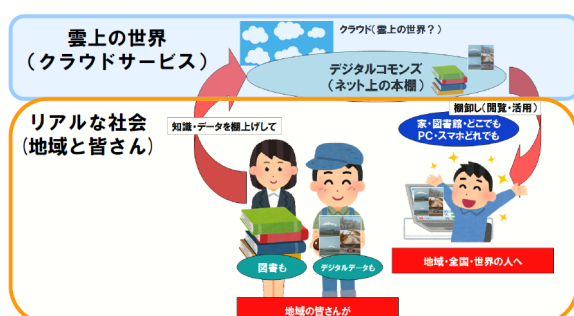 雲上の世界
（クラウドサービス）
クラウド（雲上の世界？）
デジタルコモンズ
（ネット上の本棚）
リアルな社会
（地域と皆さん）
知識・データを棚上げして
棚卸し（閲覧・活用）
家・図書館・どこでも
PC・スマホどれでも
図書も
デジタルデータも
地域・全国・世界の人へ
地域の皆さんが